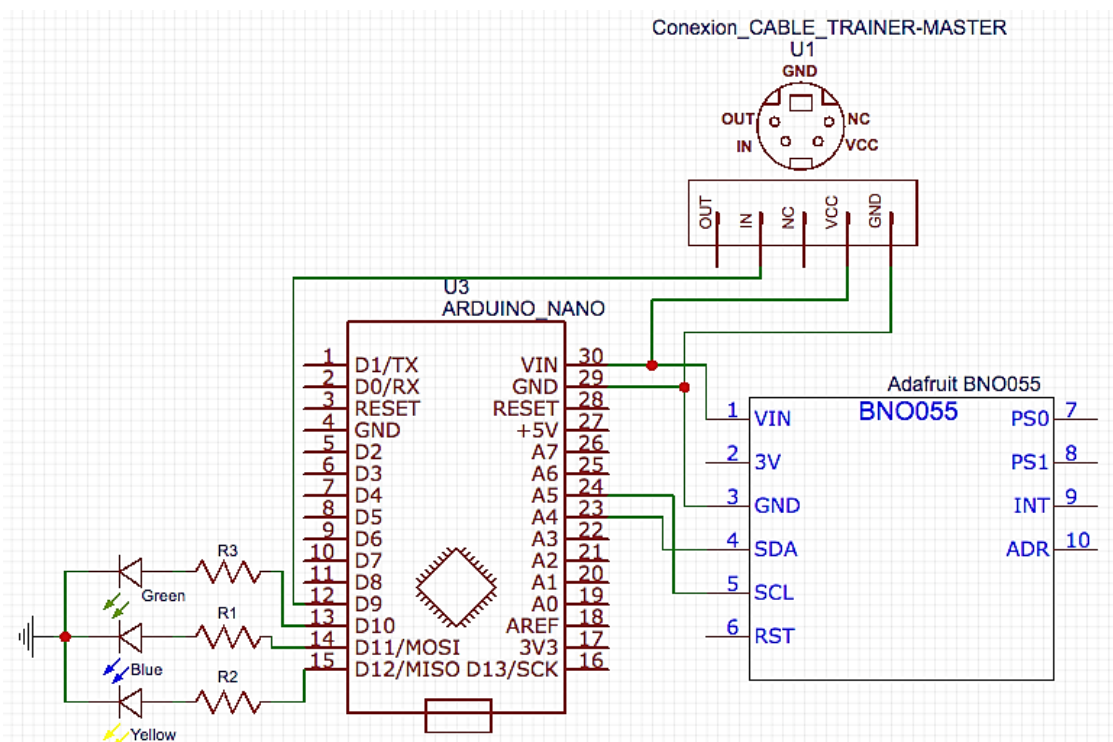 Conexion_CABLE_TRAINER-MASTER
U1
GND
OUT
NC
IN
VCC
OUT
IN
NC
VCC
GND
U3
ARDUINO_NANO
1 D1/TX VIN 30
2 D0/RX GND 29
3 RESET RESET 28
4 GND +5V 27
5 D2 A7 26
6 D3 A6 25
7 D4 A5 24
8 D5 A4 23
9 D6 A3 22
10 D7 A2 21
11 D8 A1 20
12 D9 A0 19
13 D10 AREF 18
14 D11/MOSI 3V3 17
15 D12/MISO D13/SCK 16
Adafruit BNO055
BNO055
1 VIN PS0 7
2 3V PS1 8
3 GND INT 9
4 SDA ADR 10
5 SCL
6 RST
R3
Green
R1
Blue
R2
Yellow